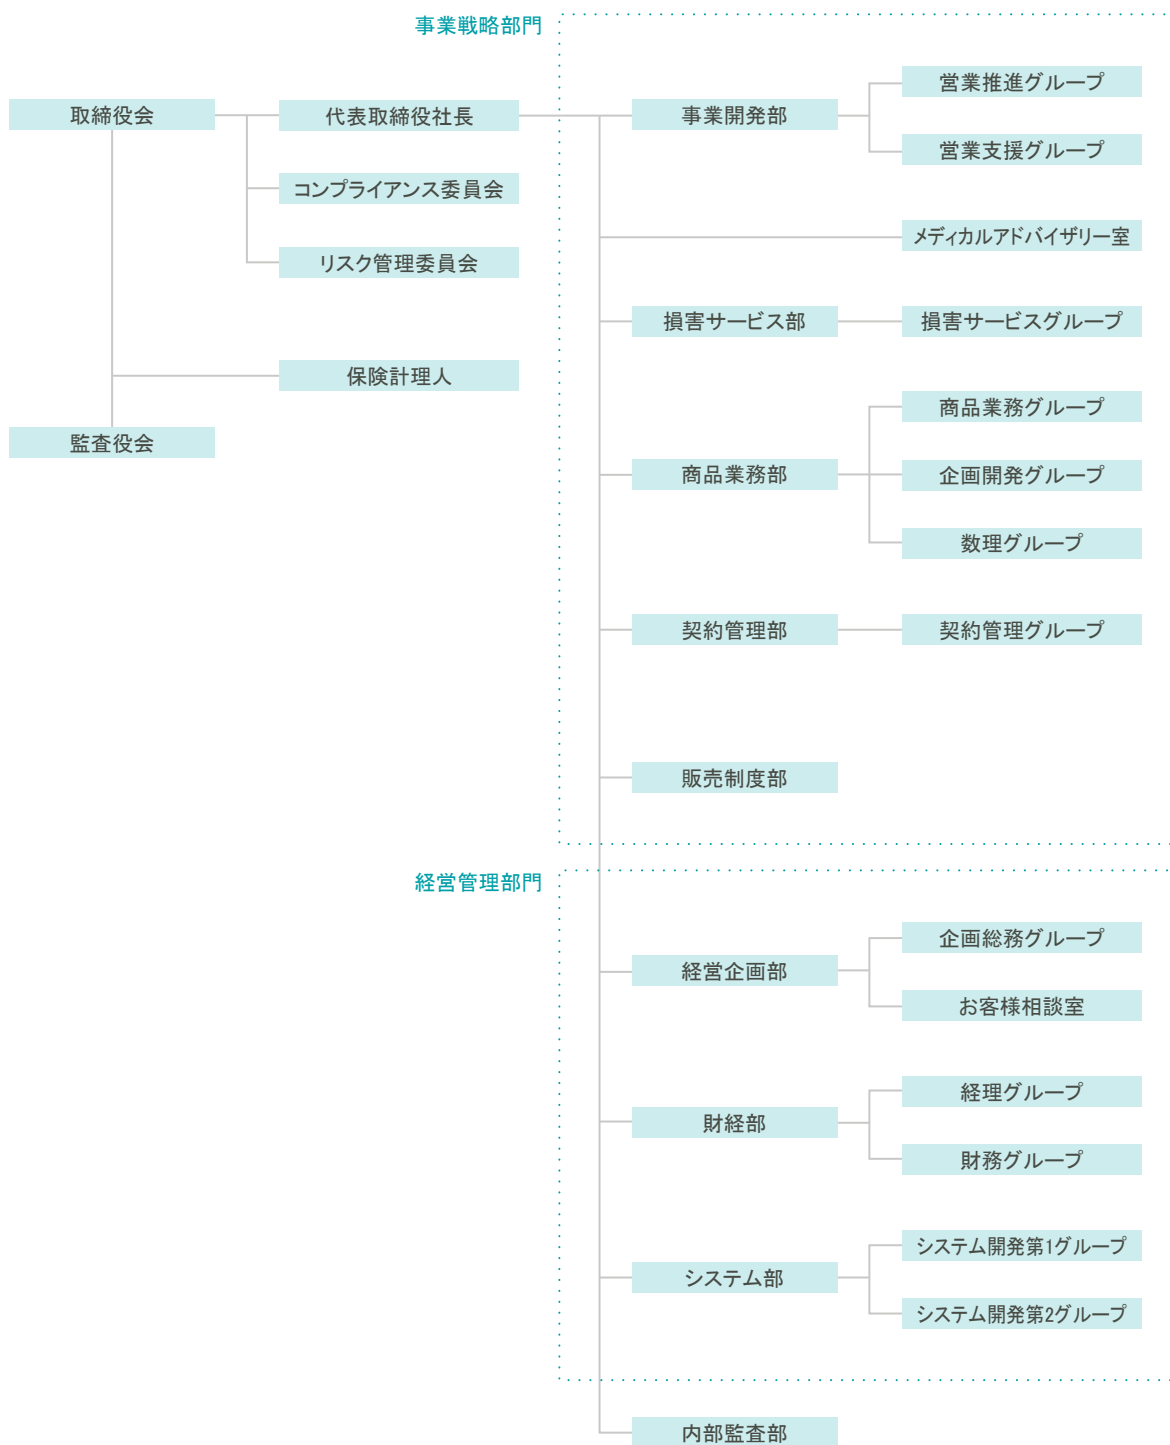 事業戦略部門
取締役会
代表取締役社長
コンプライアンス委員会
リスク管理委員会
保険計理人
監査役会
事業開発部
営業推進グループ
営業支援グループ
メディカルアドバイザリー室
損害サービス部
損害サービスグループ
商品業務部
商品業務グループ
企画開発グループ
数理グループ
契約管理部
契約管理グループ
販売制度部
経営管理部門
経営企画部
企画総務グループ
お客様相談室
財経部
経理グループ
財務グループ
システム部
システム開発第1グループ
システム開発第2グループ
内部監査部